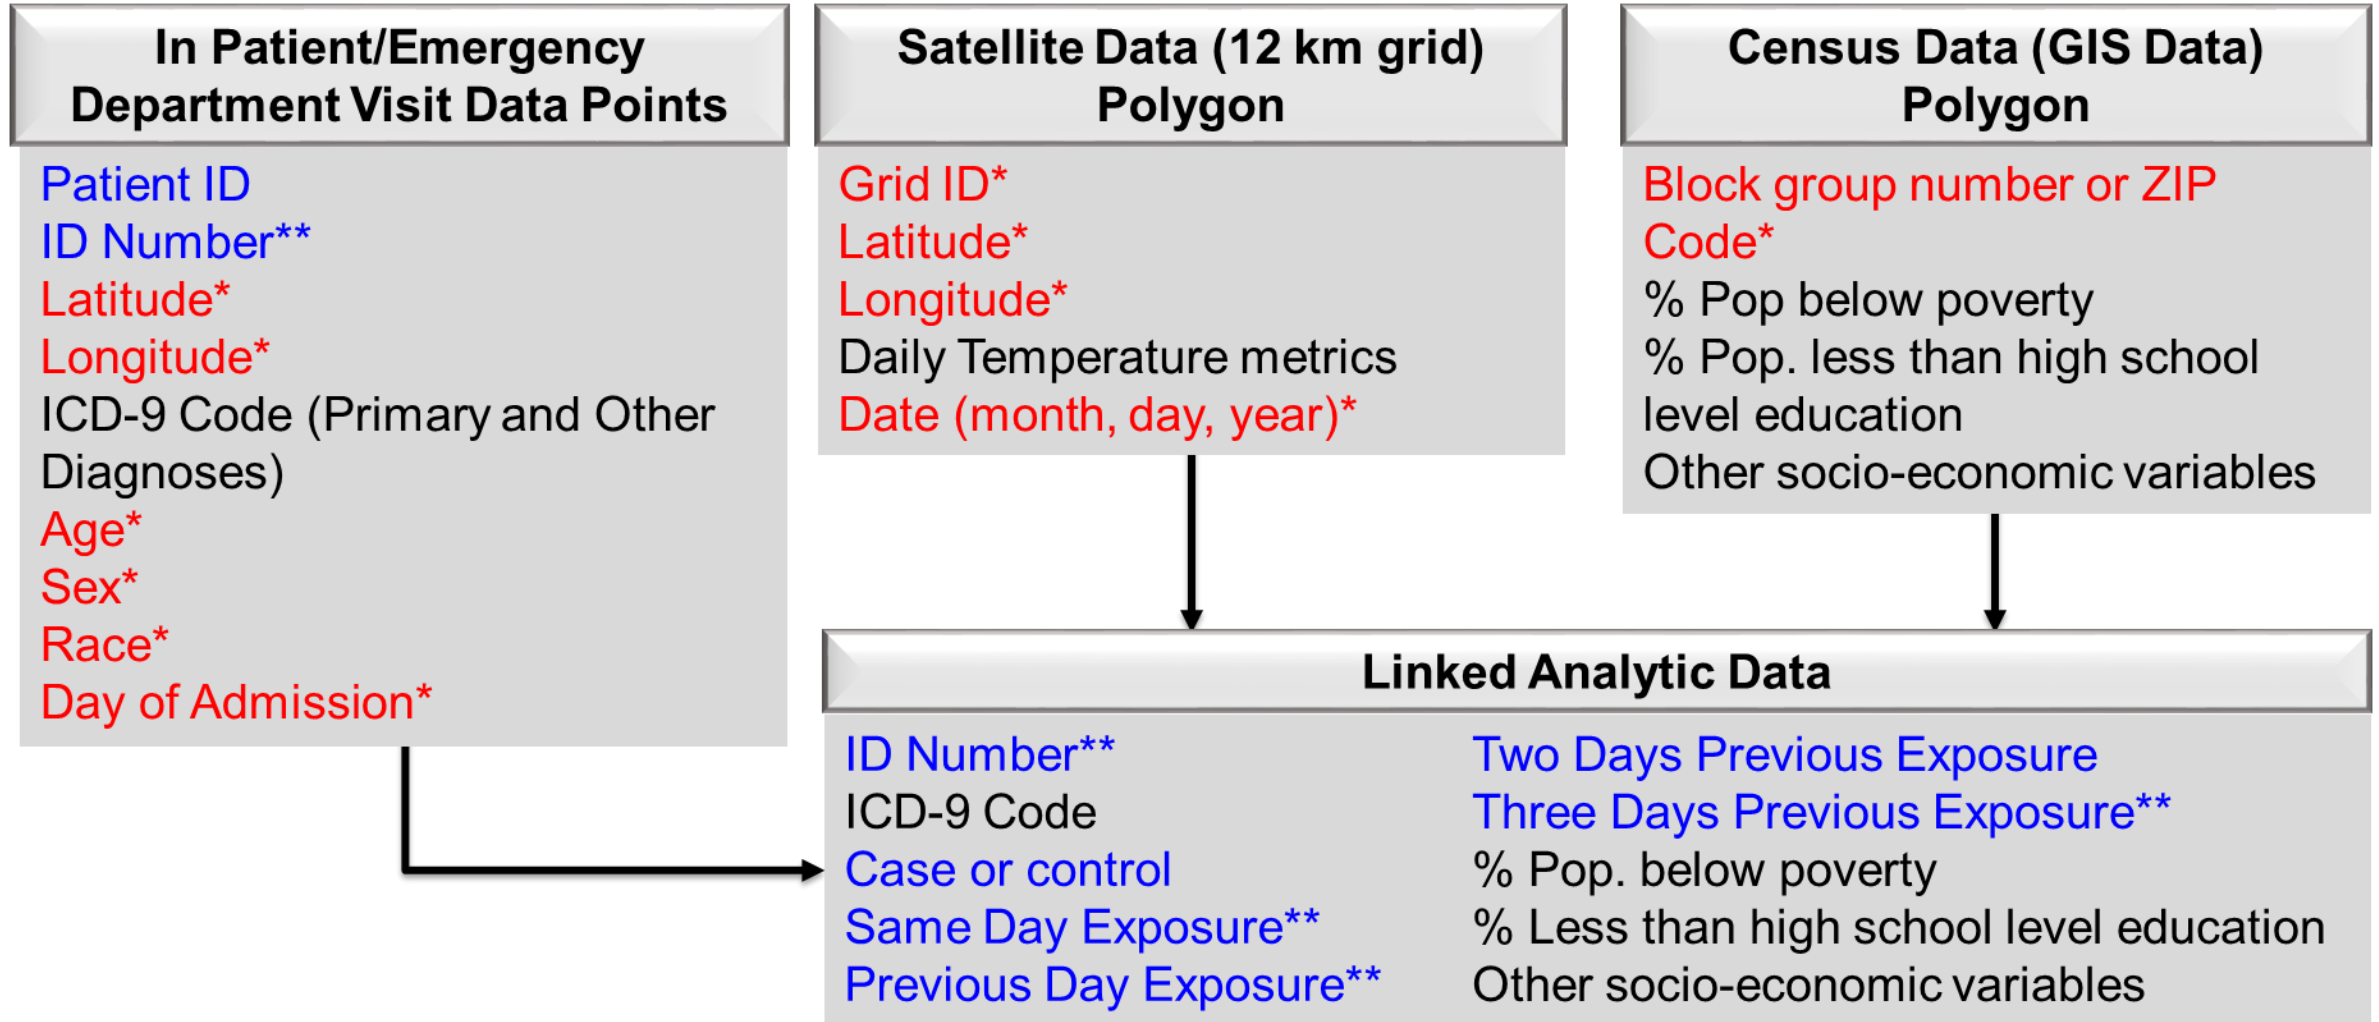 In Patient/Emergency
Department Visit Data Points
Patient ID
ID Number**
Latitude*
Longitude*
ICD-9 Code (Primary and Other
Diagnoses)
Age*
Sex*
Race*
Day of Admission*
Satellite Data (12 km grid)
Polygon
Grid ID*
Latitude*
Longitude*
Daily Temperature metrics
Date (month, day, year)*
Census Data (GIS Data)
Polygon
Block group number or ZIP
Code*
% Pop below poverty
% Pop. less than high school
level education
Other socio-economic variables
Linked Analytic Data
ID Number**
ICD-9 Code
Case or control
Same Day Exposure**
Previous Day Exposure**
Two Days Previous Exposure
Three Days Previous Exposure**
% Pop. below poverty
% Less than high school level education
Other socio-economic variables